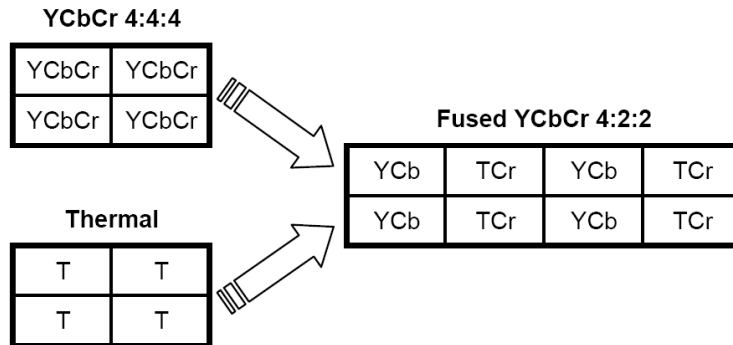 YCbCr 4:4:4
YCbCr YCbCr
YCbCr YCbCr
Fused YCbCr 4:2:2
YCb TCr YCb TCr
YCb TCr YCb TCr
Thermal
T T
T T